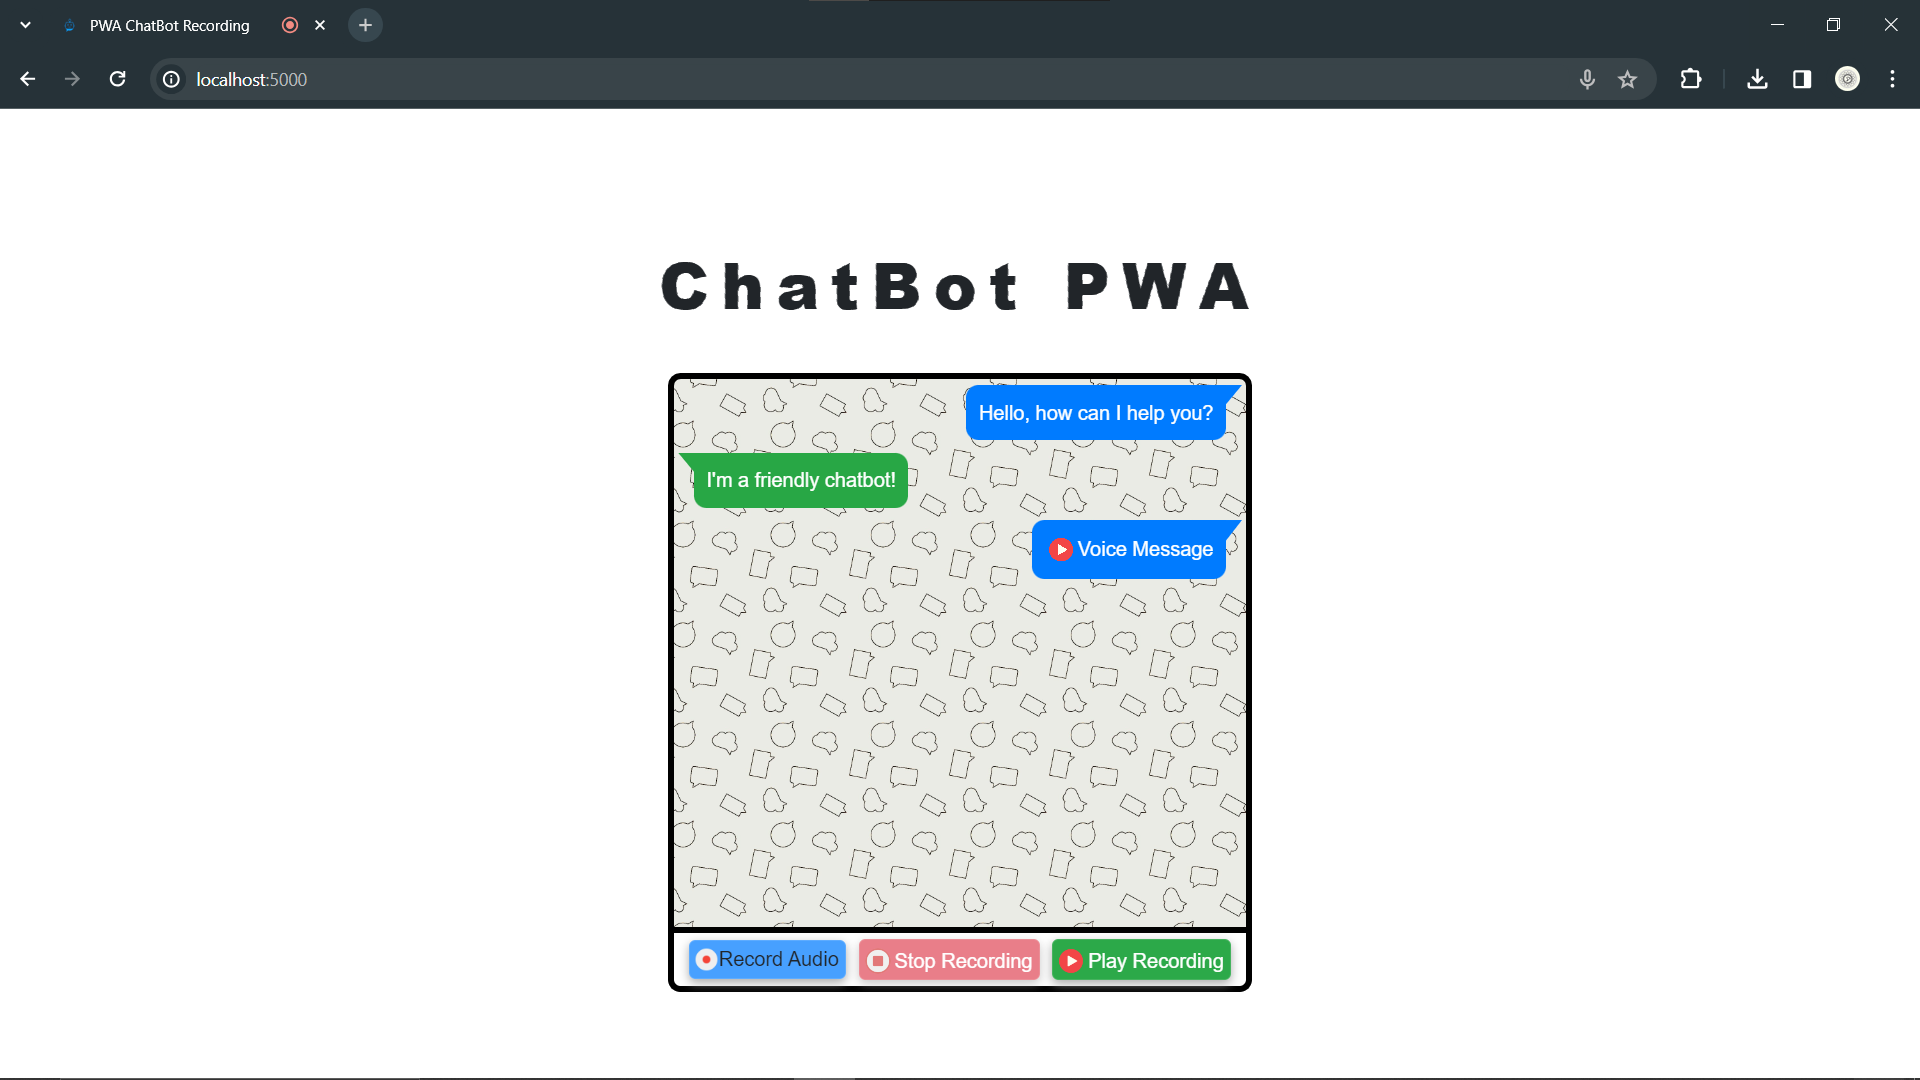 PWA ChatBot Recording
localhost:5000
ChatBot PWA
Hello, how can I help you?
I'm a friendly chatbot!
Voice Message
Record Audio
Stop Recording
Play Recording